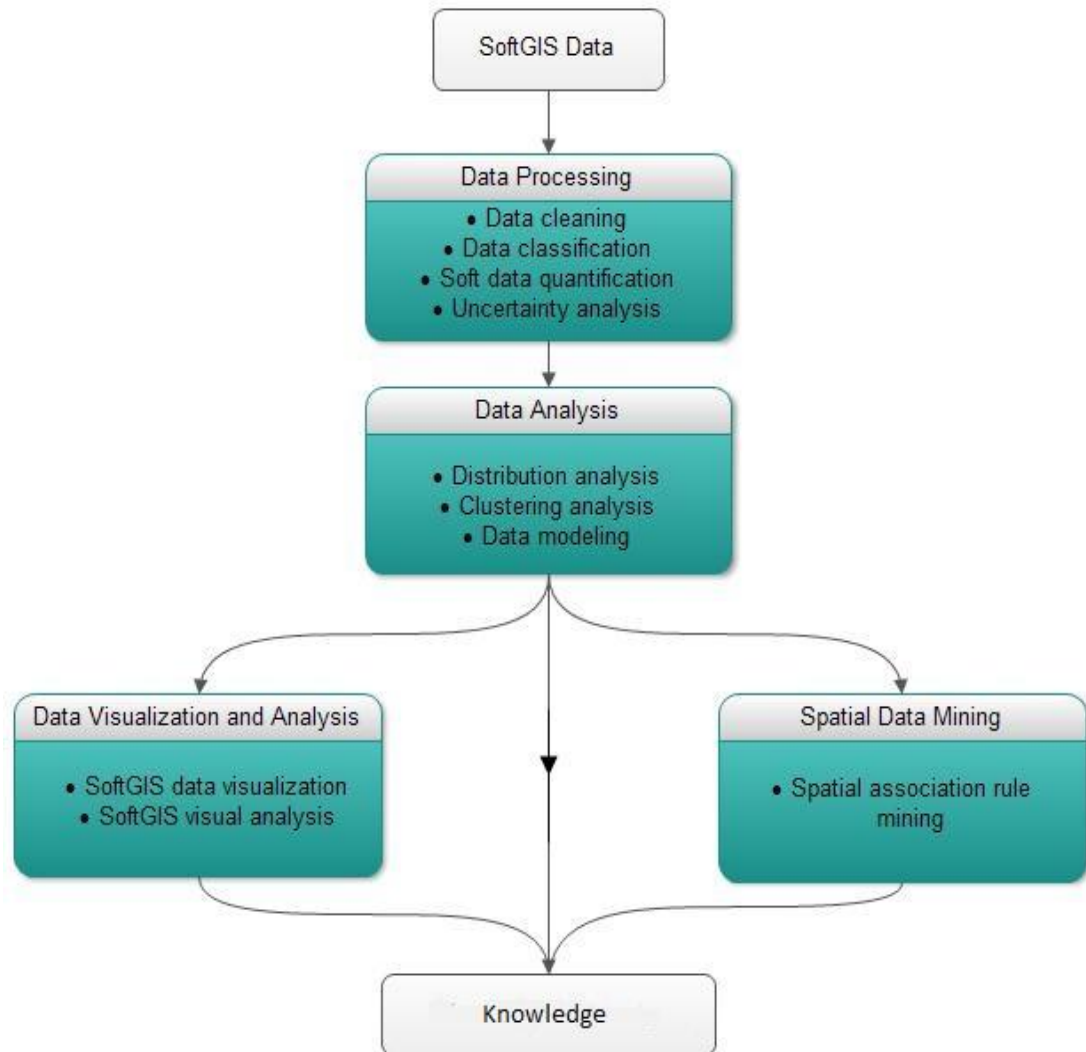 SoftGIS Data
Data Processing
• Data cleaning
• Data classification
• Soft data quantification
• Uncertainty analysis
Data Analysis
• Distribution analysis
• Clustering analysis
• Data modeling
Data Visualization and Analysis
• SoftGIS data visualization
• SoftGIS visual analysis
Spatial Data Mining
• Spatial association rule
mining
Knowledge